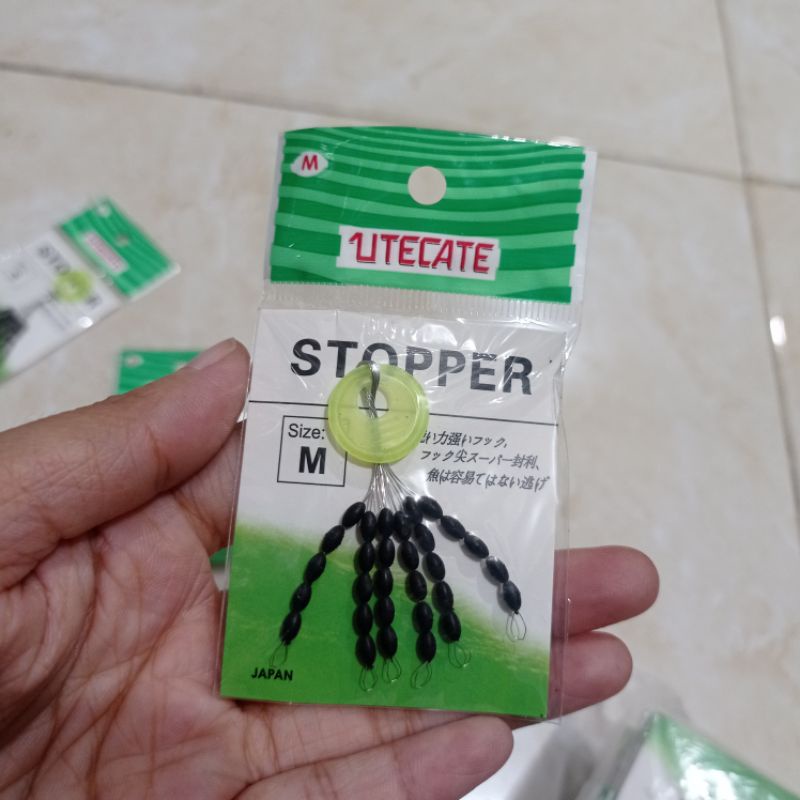 M
UTECATE
STOPPER
Size:
M
力強いフック,
フック尖スーパー封利、
魚は容易ではない逃げ
JAPAN
STOPPER